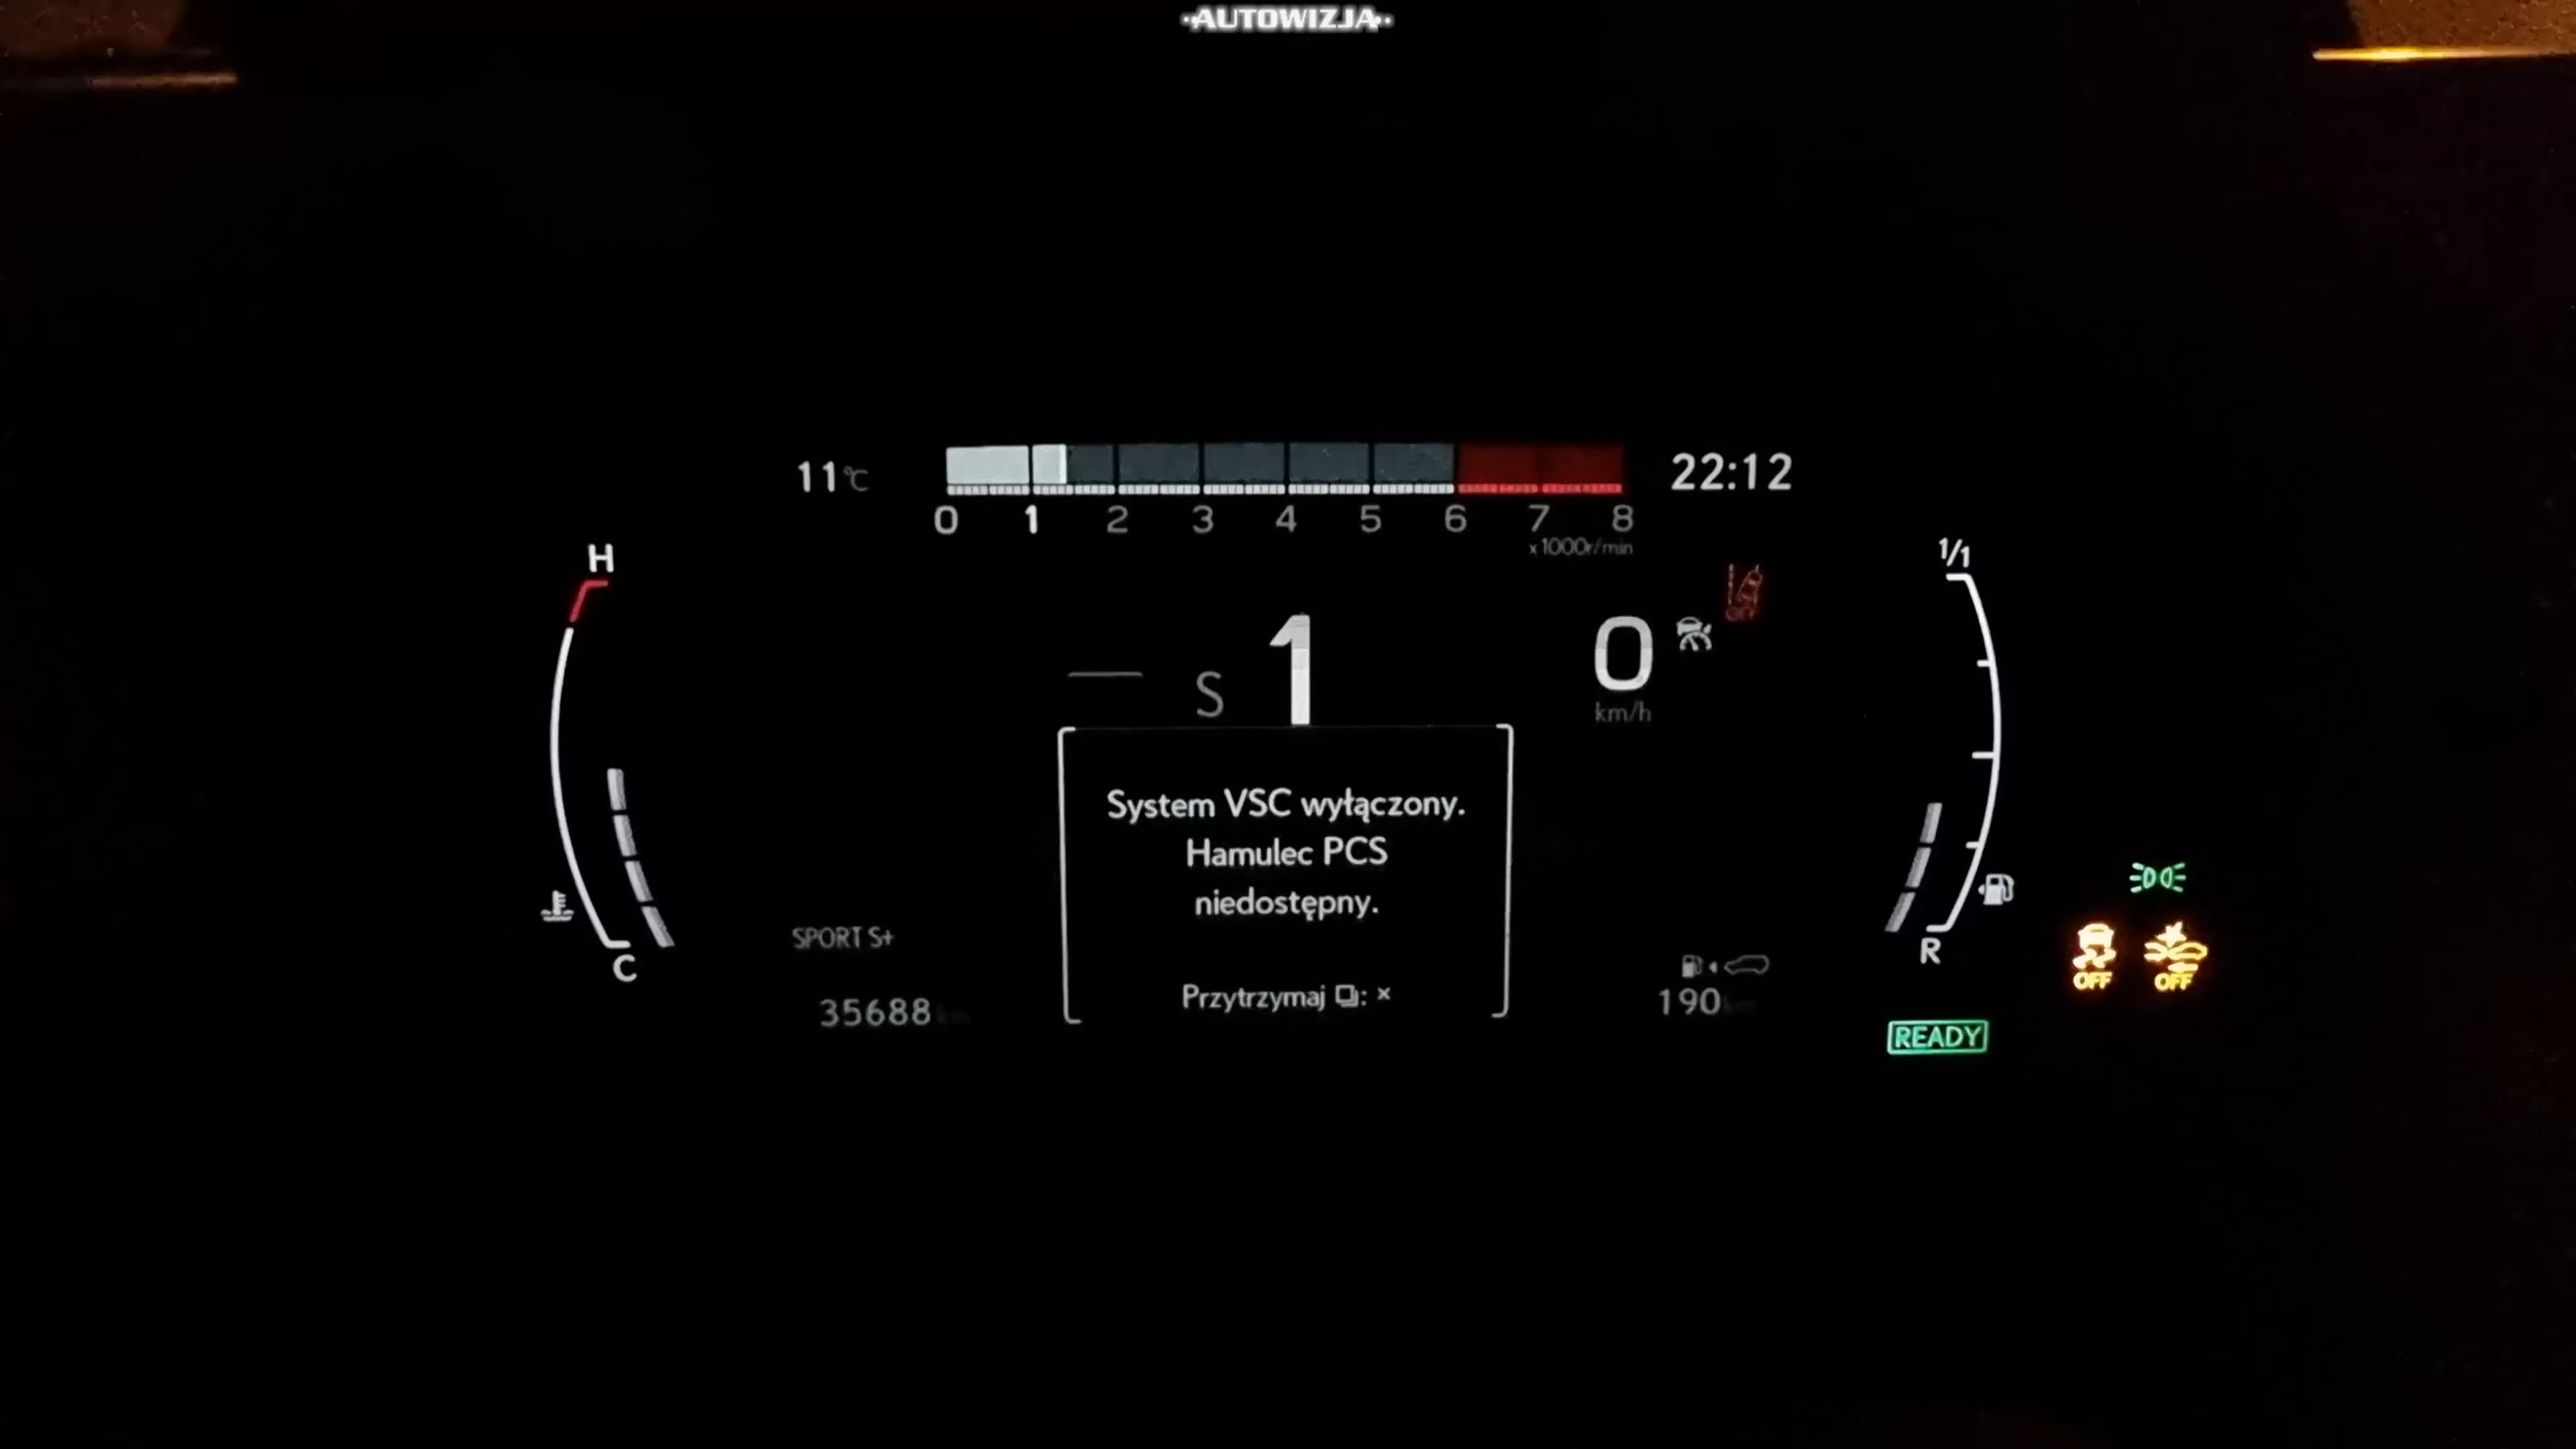 AUTOWIZJA
11°C
22:12
0 1 2 3 4 5 6 7 8
x1000r/min
H
1/1
OFF
S 1
0
km/h
System VSC wyłączony.
Hamulec PCS
niedostępny.
Przytrzymaj : ×
SPORT S+
C
R
OFF OFF
35688 km
190
READY